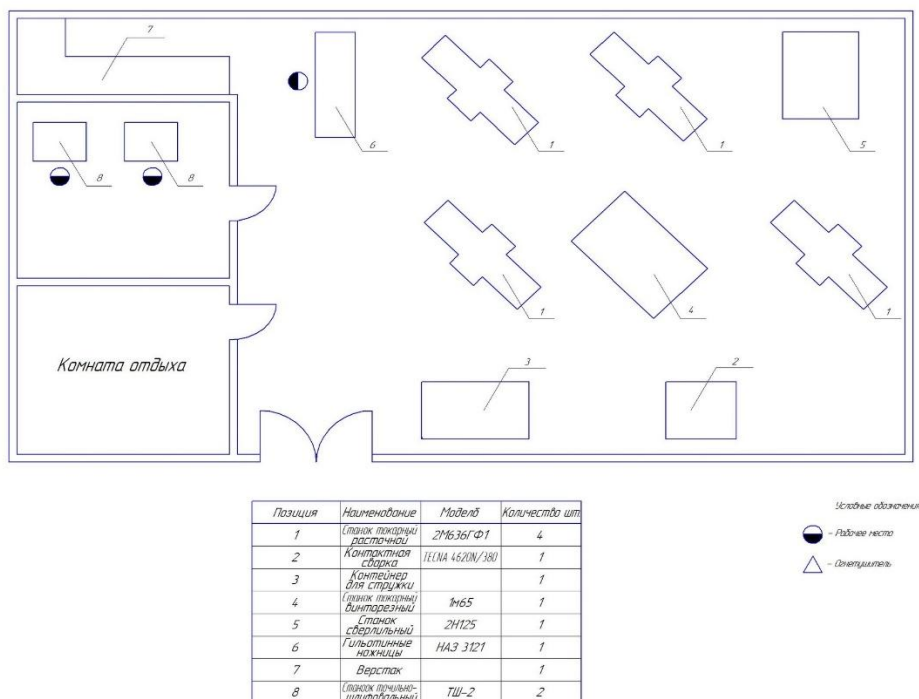 7
6
1
1
5
8
8
1
4
1
Комната отдыха
3
2
Позиция Наименование Модель Количество шт.
1 Станок токарный расточной 2М636ГФ1 4
2 Контактная сварка TECNA 4620N/380 1
3 Контейнер для стружки 1
4 Станок токарный винторезный 1м65 1
5 Станок сверлильный 2Н125 1
6 Гильотинные ножницы НАЗ 3121 1
7 Верстак 1
8 Станок точильно-шлифовальный ТШ-2 2
Условные обозначения
- Рабочее место
- Огнетушитель